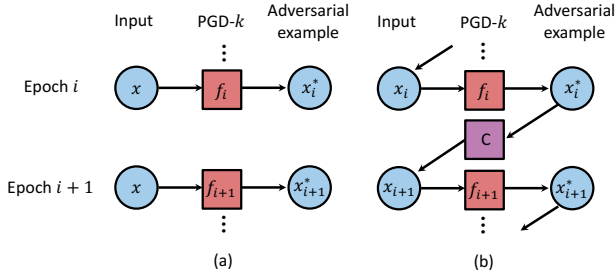 Input PGD-k Adversarial example Input PGD-k Adversarial example
⋮ ⋮
Epoch i x f_i x_i^* x_i f_i x_i^*
C
Epoch i + 1 x f_{i+1} x_{i+1}^* x_{i+1} f_{i+1} x_{i+1}^*
⋮ ⋮
(a) (b)